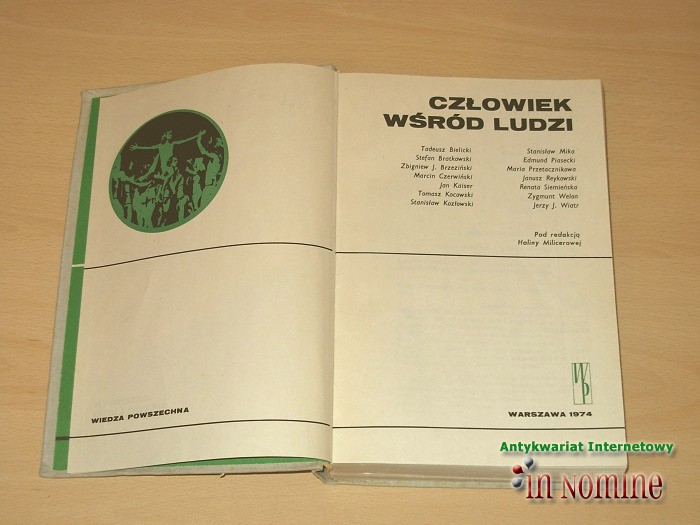 CZŁOWIEK
WŚRÓD LUDZI
Tadeusz Bielicki
Stefan Bratkowski
Zbigniew J. Brzeziński
Marcin Czerwiński
Jan Kaiser
Tomasz Kocowski
Stanisław Kozłowski
Stanisław Mika
Edmund Piasecki
Maria Przetacznikowa
Janusz Reykowski
Renata Siemieńska
Zygmunt Welon
Jerzy J. Wiatr
Pod redakcją
Haliny Milicerowej
WIEDZA POWSZECHNA
WP
WARSZAWA 1974
Antykwariat Internetowy
in nomine